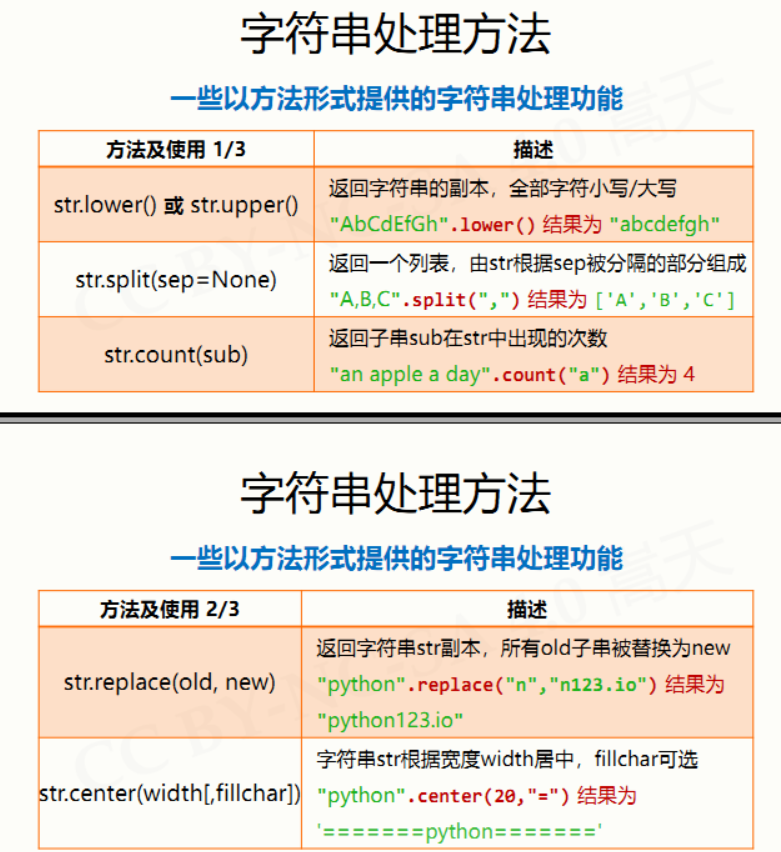 字符串处理方法
一些以方法形式提供的字符串处理功能
方法及使用 1/3 描述
str.lower() 或 str.upper() 返回字符串的副本，全部字符小写/大写
"AbCdEfGh".lower() 结果为 "abcdefgh"
str.split(sep=None) 返回一个列表，由str根据sep被分隔的部分组成
"A,B,C".split(",") 结果为 ['A','B','C']
str.count(sub) 返回子串sub在str中出现的次数
"an apple a day".count("a") 结果为 4
字符串处理方法
一些以方法形式提供的字符串处理功能
方法及使用 2/3 描述
str.replace(old, new) 返回字符串str副本，所有old子串被替换为new
"python".replace("n","n123.io") 结果为
"python123.io"
str.center(width[,fillchar]) 字符串str根据宽度width居中，fillchar可选
"python".center(20,"=") 结果为
'=======python======='